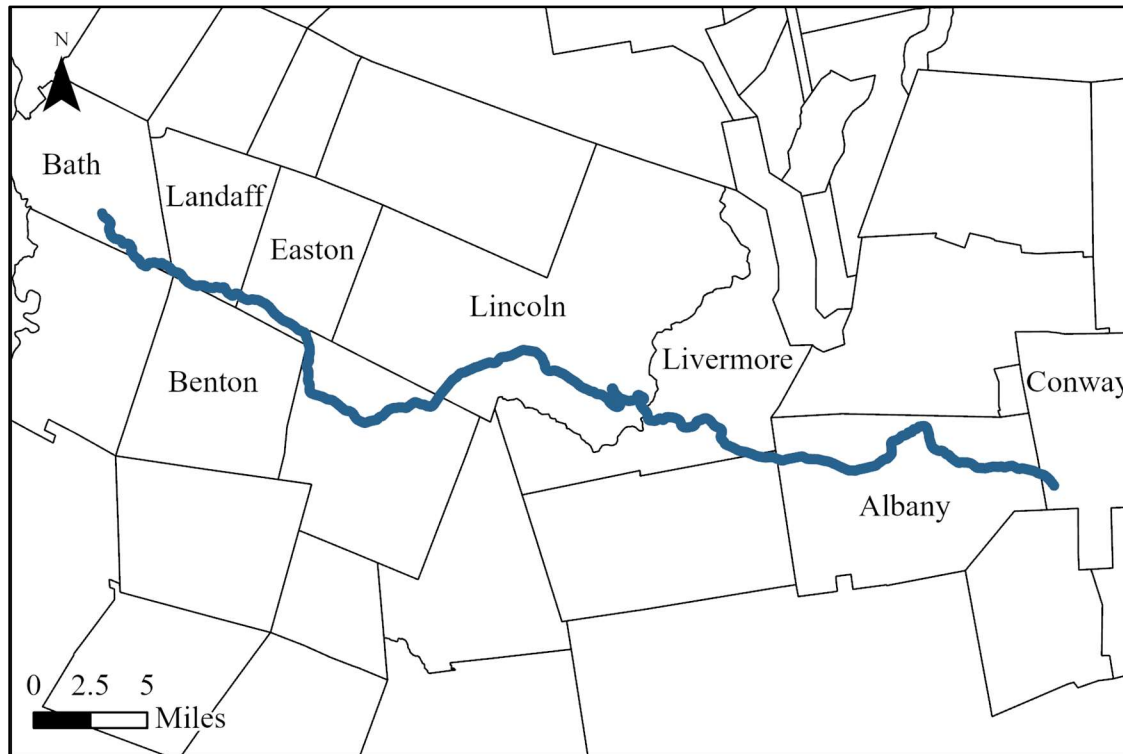 N
Bath
Landaff
Easton
Lincoln
Benton
Livermore
Conway
Albany
0 2.5 5
Miles